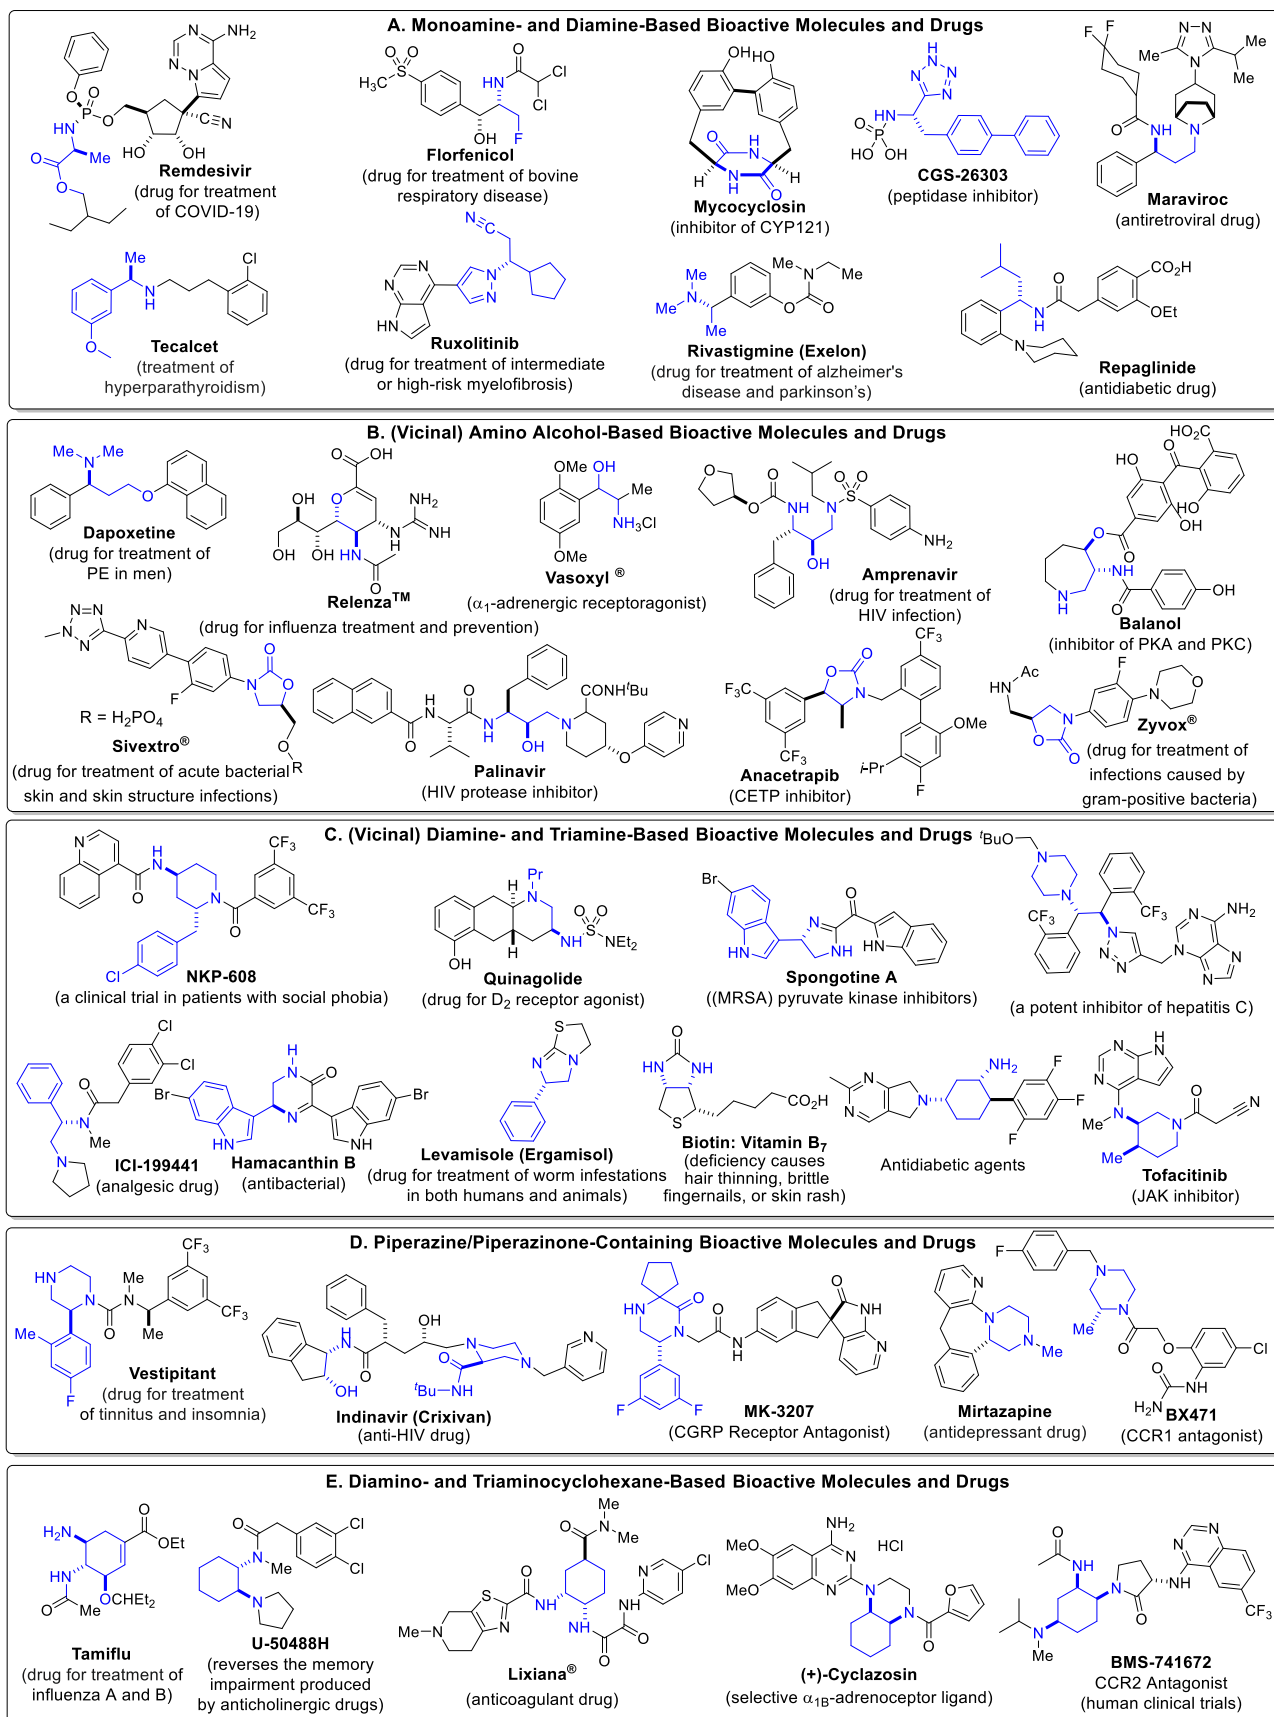 A. Monoamine- and Diamine-Based Bioactive Molecules and Drugs
Remdesivir
(drug for treatment
of COVID-19)
Florfenicol
(drug for treatment of bovine
respiratory disease)
Mycocyclosin
(inhibitor of CYP121)
CGS-26303
(peptidase inhibitor)
Maraviroc
(antiretroviral drug)
Tecalcet
(treatment of
hyperparathyroidism)
Ruxolitinib
(drug for treatment of intermediate
or high-risk myelofibrosis)
Rivastigmine (Exelon)
(drug for treatment of alzheimer's
disease and parkinson's)
Repaglinide
(antidiabetic drug)
B. (Vicinal) Amino Alcohol-Based Bioactive Molecules and Drugs
Dapoxetine
(drug for treatment of
PE in men)
Relenza™
(drug for influenza treatment and prevention)
Vasoxyl ®
(α1-adrenergic receptoragonist)
Amprenavir
(drug for treatment of
HIV infection)
Balanol
(inhibitor of PKA and PKC)
R = H2PO4
Sivextro®
(drug for treatment of acute bacterial
skin and skin structure infections)
Palinavir
(HIV protease inhibitor)
Anacetrapib
(CETP inhibitor)
Zyvox®
(drug for treatment of
infections caused by
gram-positive bacteria)
C. (Vicinal) Diamine- and Triamine-Based Bioactive Molecules and Drugs
NKP-608
(a clinical trial in patients with social phobia)
Quinagolide
(drug for D2 receptor agonist)
Spongotine A
((MRSA) pyruvate kinase inhibitors)
(a potent inhibitor of hepatitis C)
ICI-199441
(analgesic drug)
Hamacanthin B
(antibacterial)
Levamisole (Ergamisol)
(drug for treatment of worm infestations
in both humans and animals)
Biotin: Vitamin B7
(deficiency causes
hair thinning, brittle
fingernails, or skin rash)
Antidiabetic agents
Tofacitinib
(JAK inhibitor)
D. Piperazine/Piperazinone-Containing Bioactive Molecules and Drugs
Vestipitant
(drug for treatment
of tinnitus and insomnia)
Indinavir (Crixivan)
(anti-HIV drug)
MK-3207
(CGRP Receptor Antagonist)
Mirtazapine
(antidepressant drug)
BX471
(CCR1 antagonist)
E. Diamino- and Triaminocyclohexane-Based Bioactive Molecules and Drugs
Tamiflu
(drug for treatment of
influenza A and B)
U-50488H
(reverses the memory
impairment produced
by anticholinergic drugs)
Lixiana®
(anticoagulant drug)
HCl
(+)-Cyclazosin
(selective α1B-adrenoceptor ligand)
BMS-741672
CCR2 Antagonist
(human clinical trials)